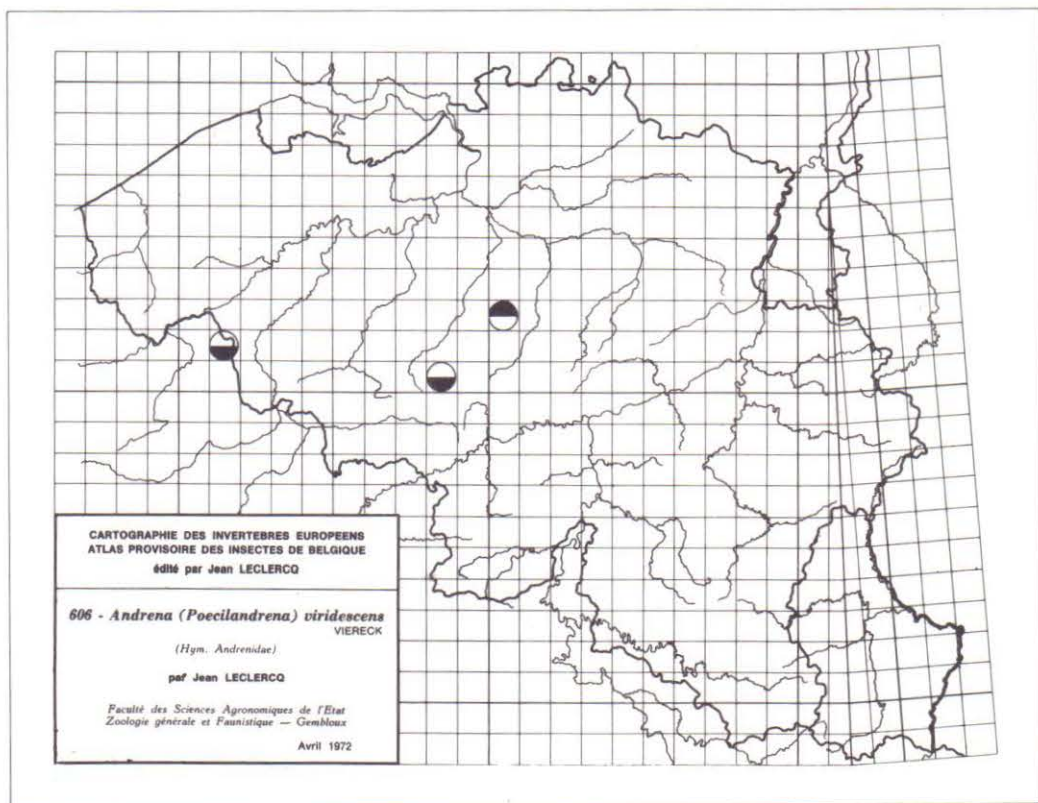 CARTOGRAPHIE DES INVERTEBRES EUROPEENS
ATLAS PROVISOIRE DES INSECTES DE BELGIQUE
édité par Jean LECLERCQ
606 - Andrena (Poecilandrena) viridescens
VIERECK
(Hym. Andrenidae)
par Jean LECLERCQ
Faculté des Sciences Agronomiques de l'Etat
Zoologie générale et Faunistique — Gembloux
Avril 1972